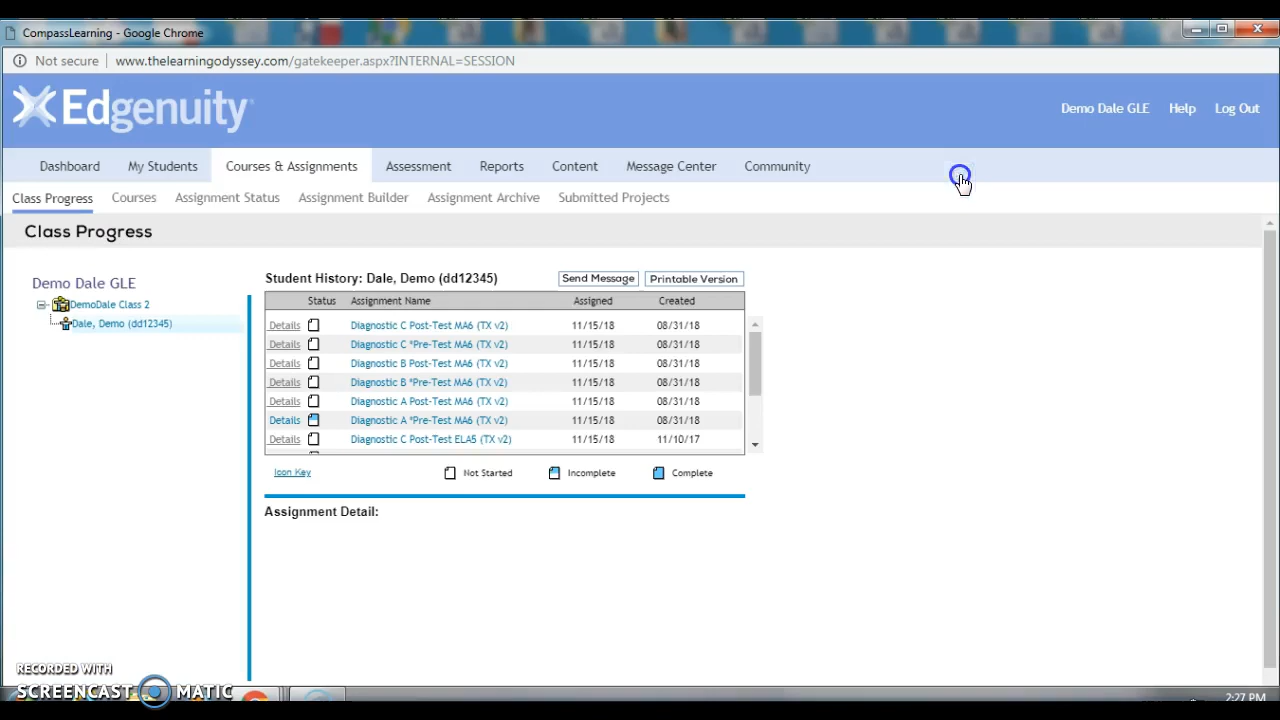 CompassLearning - Google Chrome
Not secure www.thelearningodyssey.com/gatekeeper.aspx?INTERNAL=SESSION
Edgenuity
Demo Dale GLE Help Log Out
Dashboard My Students Courses & Assignments Assessment Reports Content Message Center Community
Class Progress Courses Assignment Status Assignment Builder Assignment Archive Submitted Projects
Class Progress
Demo Dale GLE
DemoDale Class 2
Dale, Demo (dd12345)
Student History: Dale, Demo (dd12345) Send Message Printable Version
Status Assignment Name Assigned Created
Details Diagnostic C Post-Test MA6 (TX v2) 11/15/18 08/31/18
Details Diagnostic C *Pre-Test MA6 (TX v2) 11/15/18 08/31/18
Details Diagnostic B Post-Test MA6 (TX v2) 11/15/18 08/31/18
Details Diagnostic B *Pre-Test MA6 (TX v2) 11/15/18 08/31/18
Details Diagnostic A Post-Test MA6 (TX v2) 11/15/18 08/31/18
Details Diagnostic A *Pre-Test MA6 (TX v2) 11/15/18 08/31/18
Details Diagnostic C Post-Test ELA5 (TX v2) 11/15/18 11/10/17
Icon Key Not Started Incomplete Complete
Assignment Detail:
RECORDED WITH
SCREENCAST MATIC
2:27 PM